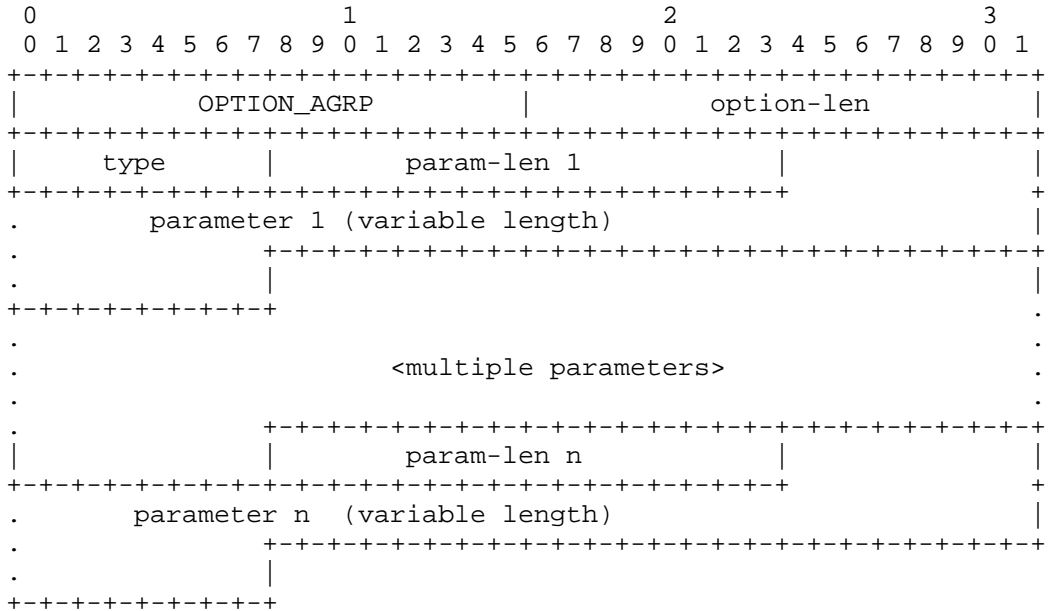 0                   1                   2                   3
 0 1 2 3 4 5 6 7 8 9 0 1 2 3 4 5 6 7 8 9 0 1 2 3 4 5 6 7 8 9 0 1
+-+-+-+-+-+-+-+-+-+-+-+-+-+-+-+-+-+-+-+-+-+-+-+-+-+-+-+-+-+-+-+-+
|           OPTION_AGRP         |           option-len          |
+-+-+-+-+-+-+-+-+-+-+-+-+-+-+-+-+-+-+-+-+-+-+-+-+-+-+-+-+-+-+-+-+
|     type      |        param-len 1            |               |
+-+-+-+-+-+-+-+-+-+-+-+-+-+-+-+-+-+-+-+-+-+-+-+-+               +
.        parameter 1 (variable length)                          |
.               +-+-+-+-+-+-+-+-+-+-+-+-+-+-+-+-+-+-+-+-+-+-+-+-+
.               |                                               |
+-+-+-+-+-+-+-+-+                                               .
.                                                               .
.                       <multiple parameters>                   .
.                                                               .
.               +-+-+-+-+-+-+-+-+-+-+-+-+-+-+-+-+-+-+-+-+-+-+-+-+
|               |        param-len n            |               |
+-+-+-+-+-+-+-+-+-+-+-+-+-+-+-+-+-+-+-+-+-+-+-+-+               +
.       parameter n  (variable length)                          |
.               +-+-+-+-+-+-+-+-+-+-+-+-+-+-+-+-+-+-+-+-+-+-+-+-+
.               |
+-+-+-+-+-+-+-+-+